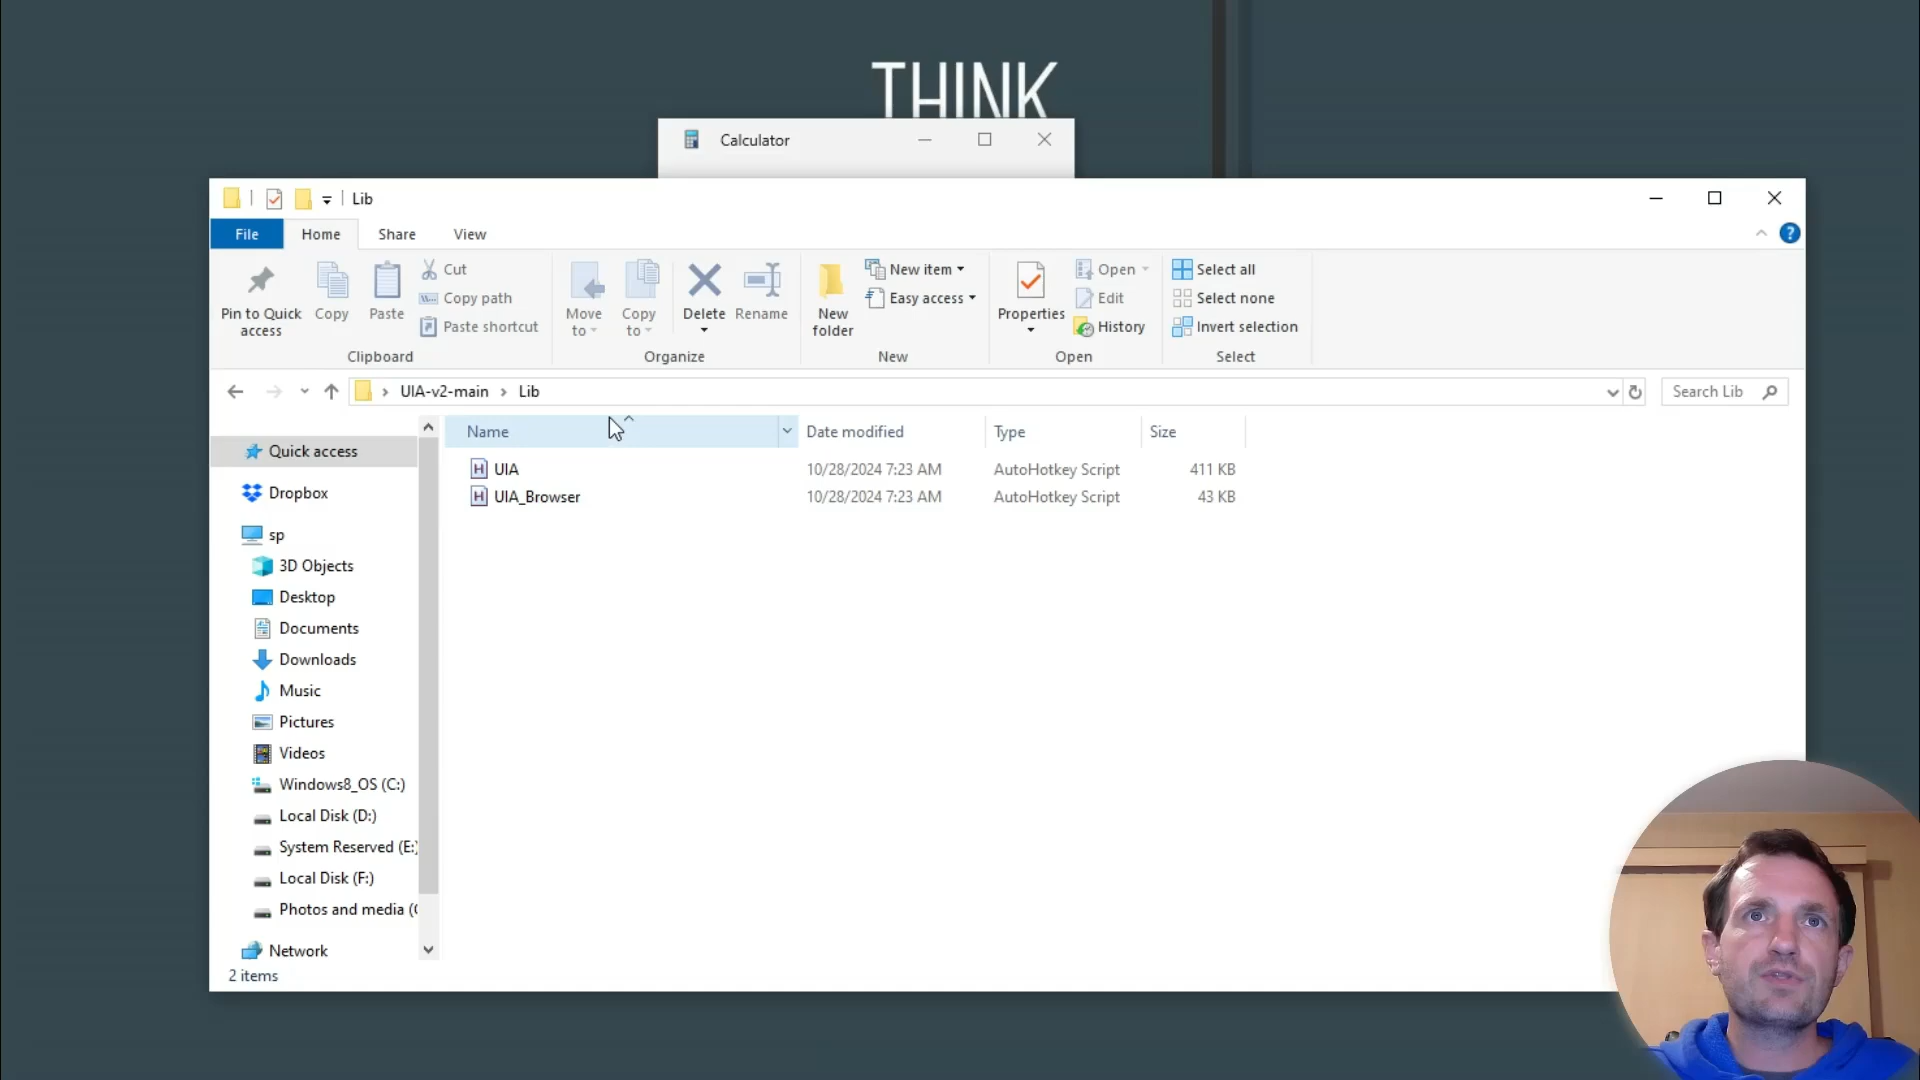 THINK
Calculator
Lib
File
Home
Share
View
Pin to Quick
access
Copy
Paste
Cut
Copy path
Paste shortcut
Clipboard
Move
to
Copy
to
Delete
Rename
Organize
New
folder
New item
Easy access
New
Properties
Open
Edit
History
Open
Select all
Select none
Invert selection
Select
UIA-v2-main > Lib
Search Lib
Quick access
Dropbox
sp
3D Objects
Desktop
Documents
Downloads
Music
Pictures
Videos
Windows8_OS (C:)
Local Disk (D:)
System Reserved (E:)
Local Disk (F:)
Photos and media (
Network
Name Date modified Type Size
UIA 10/28/2024 7:23 AM AutoHotkey Script 411 KB
UIA_Browser 10/28/2024 7:23 AM AutoHotkey Script 43 KB
2 items